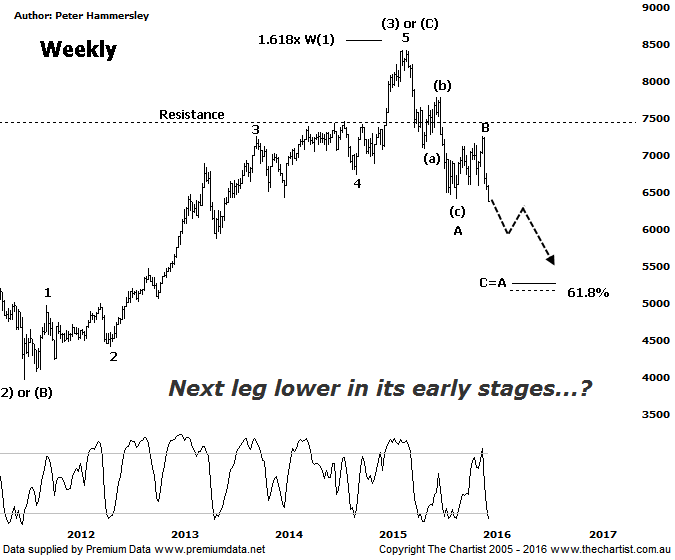 Author: Peter Hammersley
Weekly
9000
(3) or (C)
1.618x W(1)
5
8500
(b)
8000
Resistance
7500
3
B
7000
(a)
4
6500
(c)
A
6000
5500
C=A
61.8%
1
5000
4500
2
4000
2) or (B)
Next leg lower in its early stages...?
3500
2012 2013 2014 2015 2016 2017
Data supplied by Premium Data www.premiumdata.net Copyright The Chartist 2005 - 2016 www.thechartist.com.au